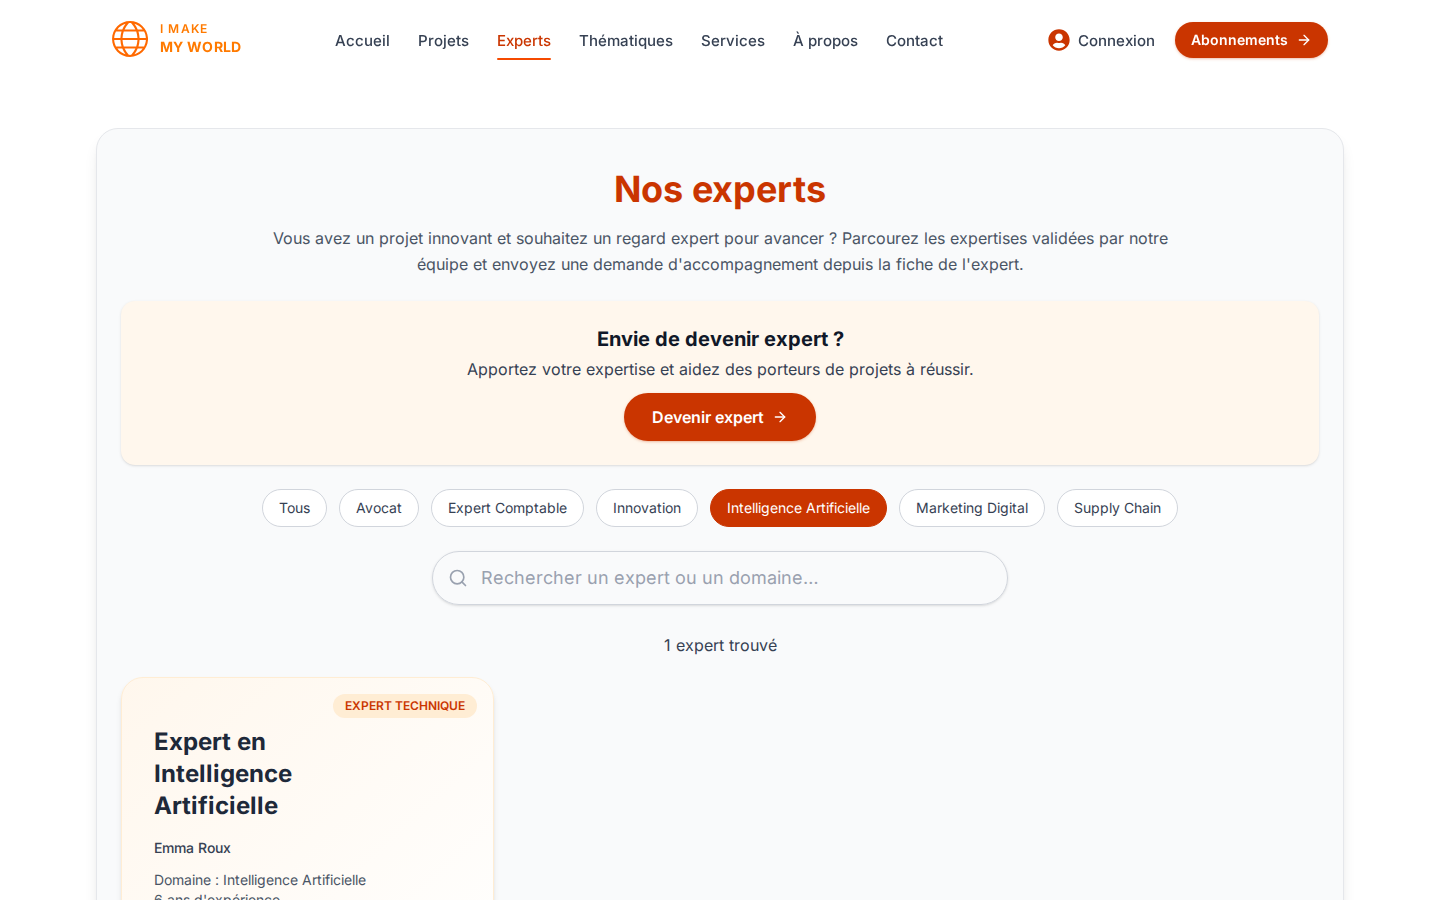 I MAKE
MY WORLD
Accueil
Projets
Experts
Thématiques
Services
À propos
Contact
Connexion
Abonnements
Nos experts
Vous avez un projet innovant et souhaitez un regard expert pour avancer ? Parcourez les expertises validées par notre
équipe et envoyez une demande d'accompagnement depuis la fiche de l'expert.
Envie de devenir expert ?
Apportez votre expertise et aidez des porteurs de projets à réussir.
Devenir expert
Tous
Avocat
Expert Comptable
Innovation
Intelligence Artificielle
Marketing Digital
Supply Chain
Rechercher un expert ou un domaine...
1 expert trouvé
EXPERT TECHNIQUE
Expert en
Intelligence
Artificielle
Emma Roux
Domaine : Intelligence Artificielle
6 ans d'expérience